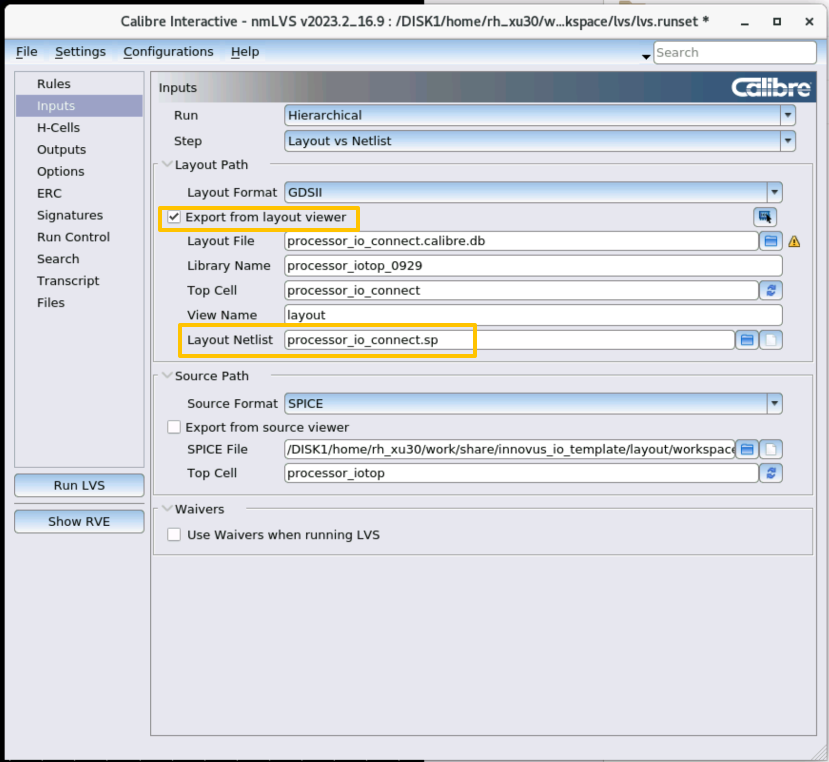 Calibre Interactive - nmLVS v2023.2_16.9 : /DISK1/home/rh_xu30/w...kspace/lvs/lvs.runset *
File Settings Configurations Help Search
Rules
Inputs
H-Cells
Outputs
Options
ERC
Signatures
Run Control
Search
Transcript
Files
Run LVS
Show RVE
Inputs Calibre
Run Hierarchical
Step Layout vs Netlist
Layout Path
Layout Format GDSII
Export from layout viewer
Layout File processor_io_connect.calibre.db
Library Name processor_iotop_0929
Top Cell processor_io_connect
View Name layout
Layout Netlist processor_io_connect.sp
Source Path
Source Format SPICE
Export from source viewer
SPICE File /DISK1/home/rh_xu30/work/share/innovus_io_template/layout/workspace
Top Cell processor_iotop
Waivers
Use Waivers when running LVS